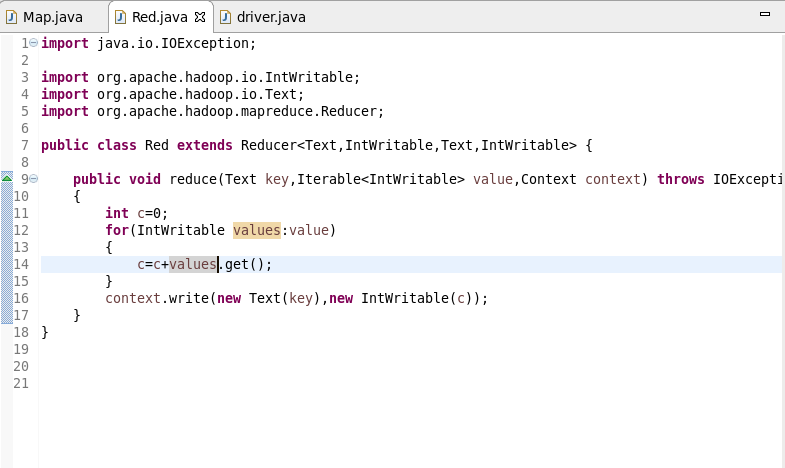 Map.java Red.java driver.java
1 import java.io.IOException;
2
3 import org.apache.hadoop.io.IntWritable;
4 import org.apache.hadoop.io.Text;
5 import org.apache.hadoop.mapreduce.Reducer;
6
7 public class Red extends Reducer<Text,IntWritable,Text,IntWritable> {
8
9 public void reduce(Text key,Iterable<IntWritable> value,Context context) throws IOExcepti
10 {
11 int c=0;
12 for(IntWritable values:value)
13 {
14 c=c+values.get();
15 }
16 context.write(new Text(key),new IntWritable(c));
17 }
18 }
19
20
21